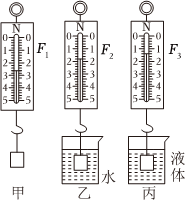 N N N
0 0 0 0 0 0
1 1 1 1 1 1
2 2 2 2 2 2
3 3 3 3 3 3
4 4 4 4 4 4
5 5 5 5 5 5
F1 F2 F3
水 液体
甲 乙 丙